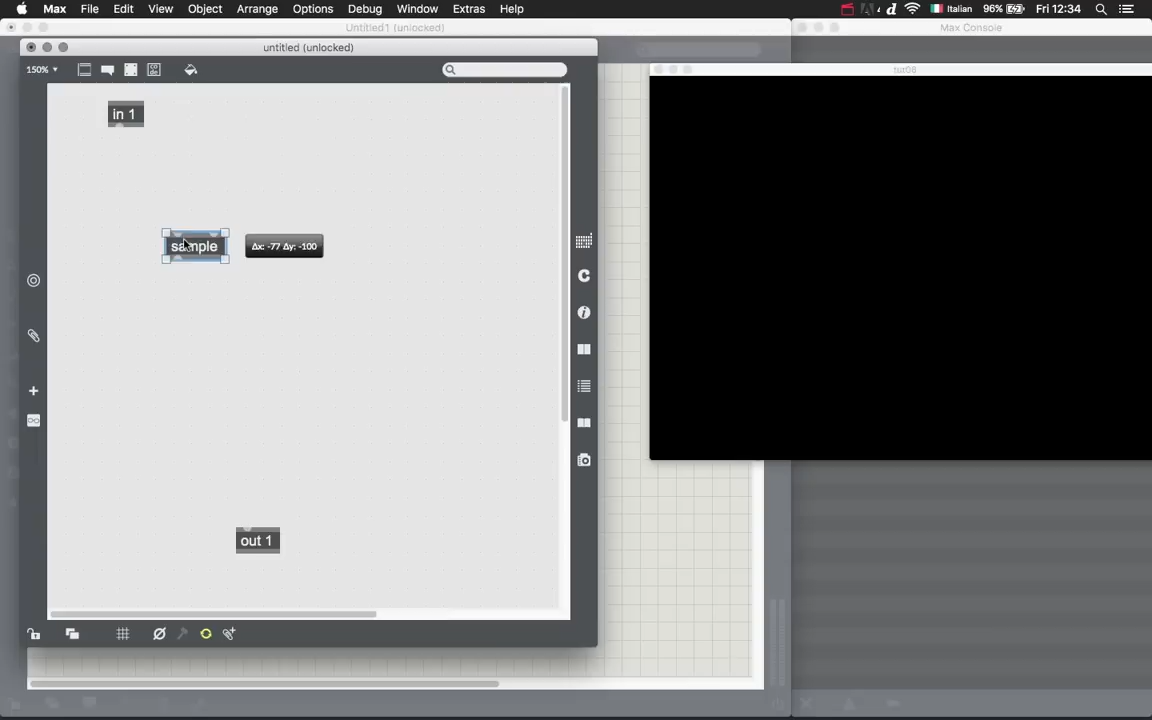 Max File Edit View Object Arrange Options Debug Window Extras Help
Italian 96% Fri 12:34
Untitled1 (unlocked)
Max Console
untitled (unlocked)
150%
tut08
in 1
sample
Δx: -77 Δy: -100
out 1